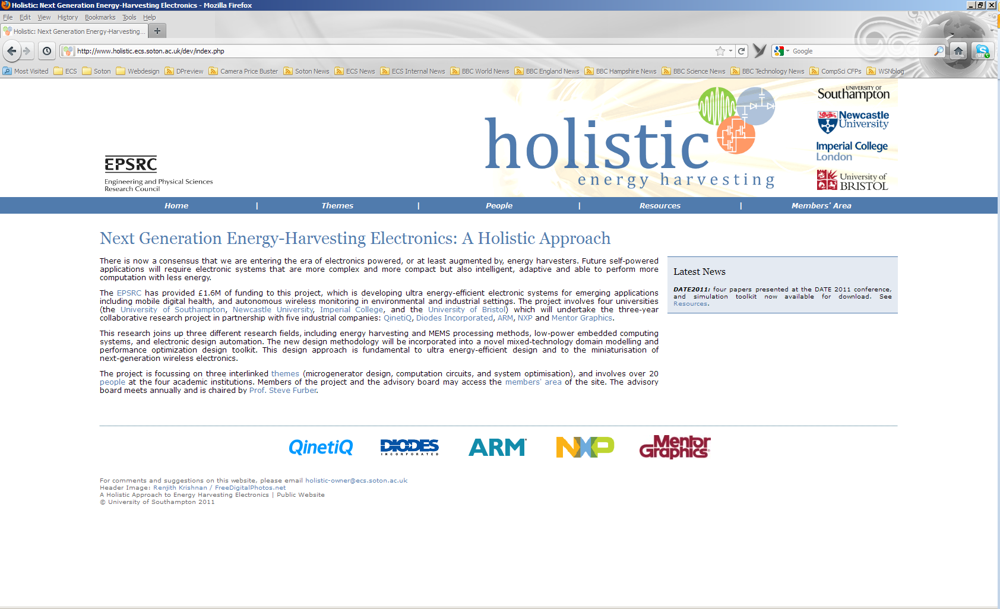 Holistic: Next Generation Energy-Harvesting Electronics - Mozilla Firefox
File Edit View History Bookmarks Tools Help
Holistic: Next Generation Energy-Harvesting...
http://www.holistic.ecs.soton.ac.uk/dev/index.php
Google
Most Visited ECS Soton Webdesign DPreview Camera Price Buster Soton News ECS News ECS Internal News BBC World News BBC England News BBC Hampshire News BBC Science News BBC Technology News CompSci CFPs WSNblog
EPSRC
Engineering and Physical Sciences
Research Council
holistic
energy harvesting
UNIVERSITY OF
Southampton
Newcastle
University
Imperial College
London
University of
BRISTOL
Home | Themes | People | Resources | Members' Area
Next Generation Energy-Harvesting Electronics: A Holistic Approach
There is now a consensus that we are entering the era of electronics powered, or at least augmented by, energy harvesters. Future self-powered
applications will require electronic systems that are more complex and more compact but also intelligent, adaptive and able to perform more
computation with less energy.
The EPSRC has provided £1.6M of funding to this project, which is developing ultra energy-efficient electronic systems for emerging applications
including mobile digital health, and autonomous wireless monitoring in environmental and industrial settings. The project involves four universities
(the University of Southampton, Newcastle University, Imperial College, and the University of Bristol) which will undertake the three-year
collaborative research project in partnership with five industrial companies: QinetiQ, Diodes Incorporated, ARM, NXP and Mentor Graphics.
This research joins up three different research fields, including energy harvesting and MEMS processing methods, low-power embedded computing
systems, and electronic design automation. The new design methodology will be incorporated into a novel mixed-technology domain modelling and
performance optimization design toolkit. This design approach is fundamental to ultra energy-efficient design and to the miniaturisation of
next-generation wireless electronics.
The project is focussing on three interlinked themes (microgenerator design, computation circuits, and system optimisation), and involves over 20
people at the four academic institutions. Members of the project and the advisory board may access the members' area of the site. The advisory
board meets annually and is chaired by Prof. Steve Furber.
Latest News
DATE2011: four papers presented at the DATE 2011 conference,
and simulation toolkit now available for download. See
Resources.
QinetiQ
DIODES
INCORPORATED
ARM
NXP
Mentor
Graphics
For comments and suggestions on this website, please email holistic-owner@ecs.soton.ac.uk
Header Image: Renjith Krishnan / FreeDigitalPhotos.net
A Holistic Approach to Energy Harvesting Electronics | Public Website
© University of Southampton 2011